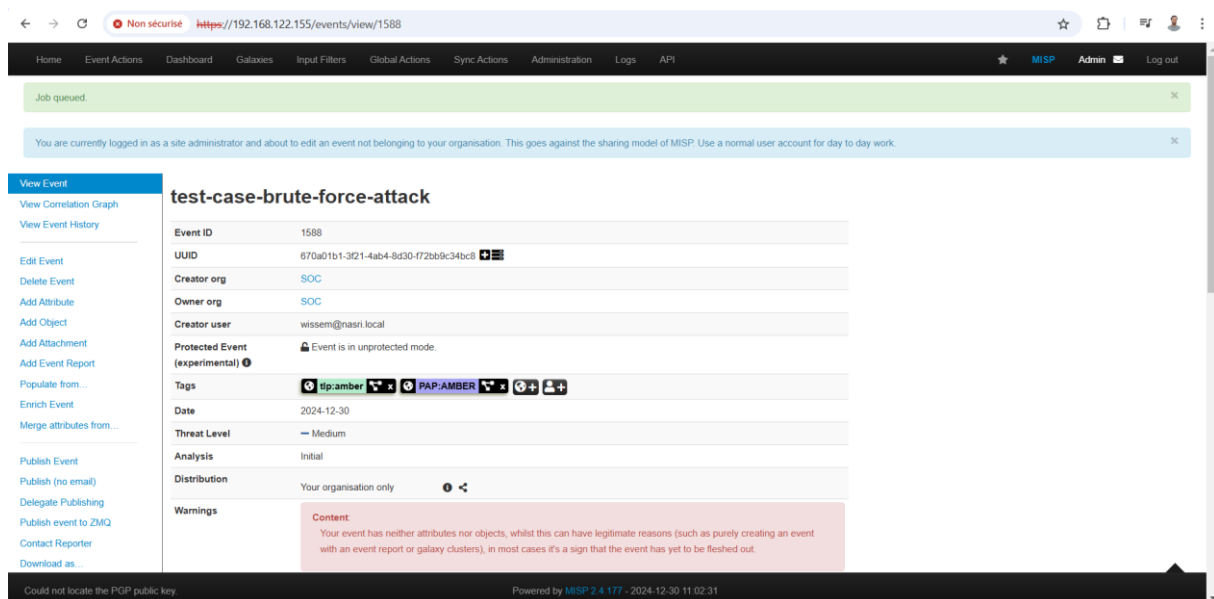 Non sécurisé https://192.168.122.155/events/view/1588
Home Event Actions Dashboard Galaxies Input Filters Global Actions Sync Actions Administration Logs API MISP Admin Log out
Job queued. ×
You are currently logged in as a site administrator and about to edit an event not belonging to your organisation. This goes against the sharing model of MISP. Use a normal user account for day to day work. ×
View Event
View Correlation Graph
View Event History
Edit Event
Delete Event
Add Attribute
Add Object
Add Attachment
Add Event Report
Populate from...
Enrich Event
Merge attributes from...
Publish Event
Publish (no email)
Delegate Publishing
Publish event to ZMQ
Contact Reporter
Download as...
test-case-brute-force-attack
Event ID 1588
UUID 670a01b1-3f21-4ab4-8d30-f72bb9c34bc8
Creator org SOC
Owner org SOC
Creator user wissem@nasri.local
Protected Event Event is in unprotected mode.
(experimental)
Tags tlp:amber x PAP:AMBER x
Date 2024-12-30
Threat Level Medium
Analysis Initial
Distribution Your organisation only
Warnings Content:
Your event has neither attributes nor objects, whilst this can have legitimate reasons (such as purely creating an event
with an event report or galaxy clusters), in most cases it's a sign that the event has yet to be fleshed out.
Could not locate the PGP public key. Powered by MISP 2.4.177 - 2024-12-30 11:02:31